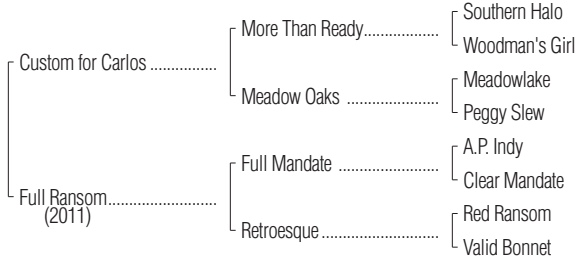 Southern Halo
More Than Ready..................
Woodman's Girl
Custom for Carlos ................
Meadowlake
Meadow Oaks ......................
Peggy Slew
A.P. Indy
Full Mandate ........................
Clear Mandate
Full Ransom..........................
(2011)
Red Ransom
Retroesque............................
Valid Bonnet